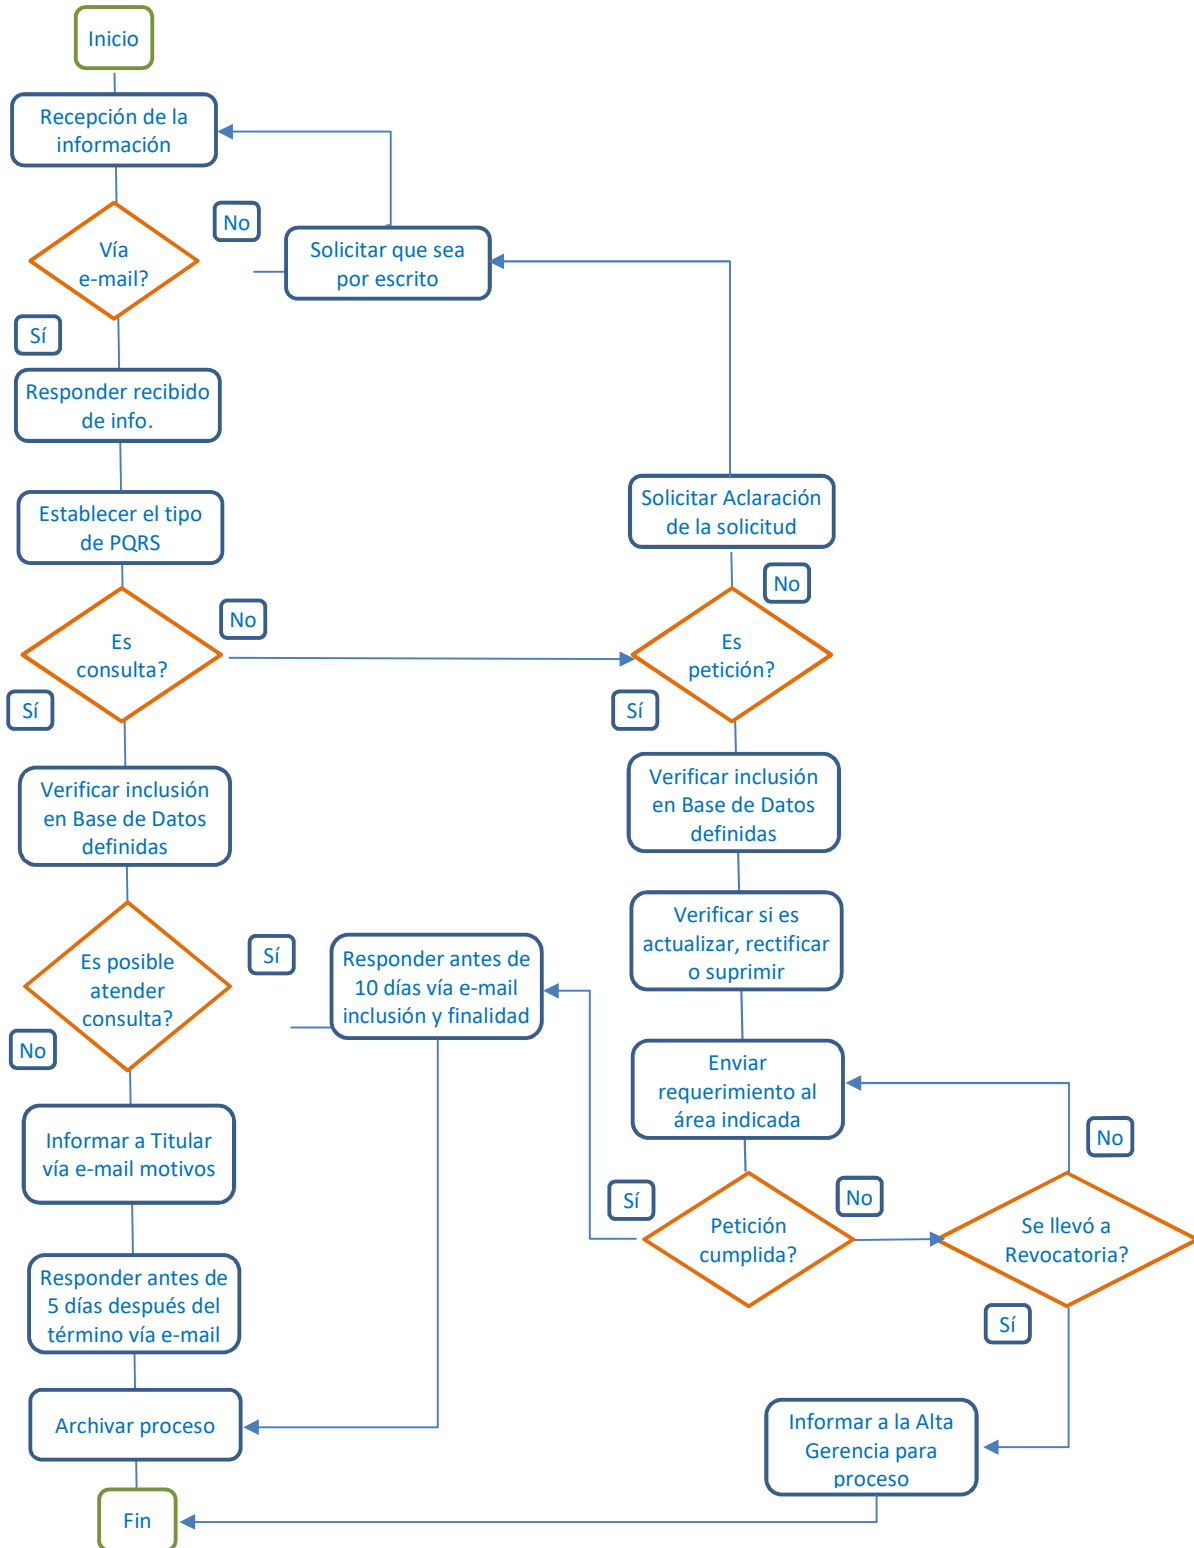 Inicio
Recepción de la
información
Vía
e-mail?
No
Solicitar que sea
por escrito
Sí
Responder recibido
de info.
Establecer el tipo
de PQRS
Solicitar Aclaración
de la solicitud
No
Es
consulta?
No
Es
petición?
Sí
Sí
Verificar inclusión
en Base de Datos
definidas
Verificar inclusión
en Base de Datos
definidas
Es posible
atender
consulta?
Sí
No
Responder antes de
10 días vía e-mail
inclusión y finalidad
Verificar si es
actualizar, rectificar
o suprimir
Enviar
requerimiento al
área indicada
Informar a Titular
vía e-mail motivos
Sí
Petición
cumplida?
No
Se llevó a
Revocatoria?
No
Sí
Responder antes de
5 días después del
término vía e-mail
Archivar proceso
Informar a la Alta
Gerencia para
proceso
Fin